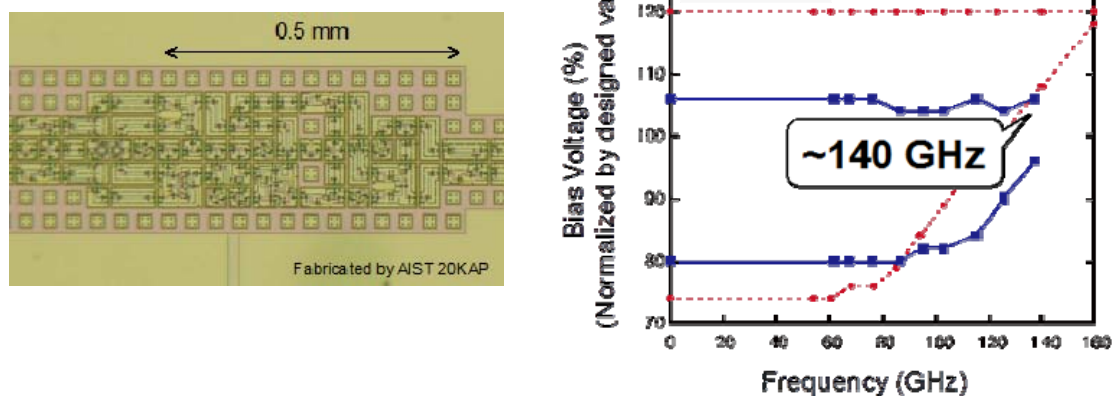 0.5 mm
Fabricated by AIST 20KAP
Bias Voltage (%)
(Normalized by designed va
120
110
100
90
80
70
~140 GHz
0 20 40 60 80 100 120 140 160
Frequency (GHz)